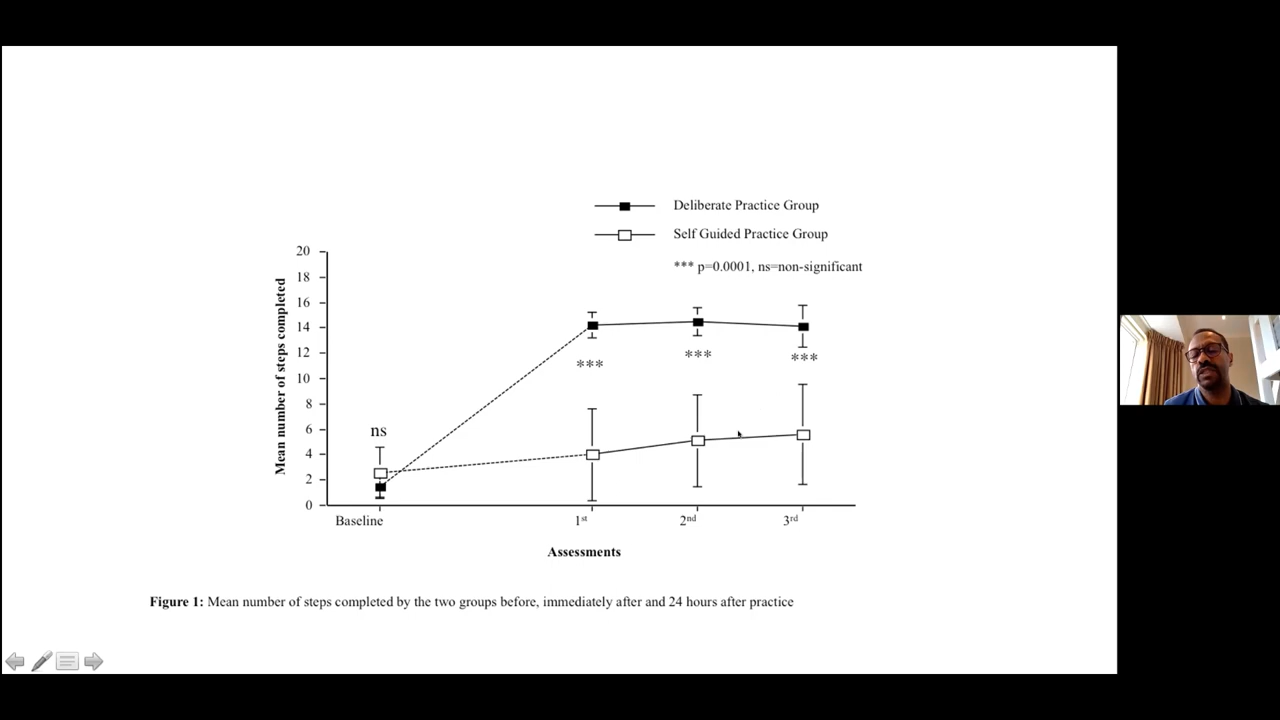 Deliberate Practice Group
Self Guided Practice Group
*** p=0.0001, ns=non-significant
Mean number of steps completed
20
18
16
14
12
10
8
6
4
2
0
ns
***
***
***
Baseline
1st
2nd
3rd
Assessments
Figure 1: Mean number of steps completed by the two groups before, immediately after and 24 hours after practice